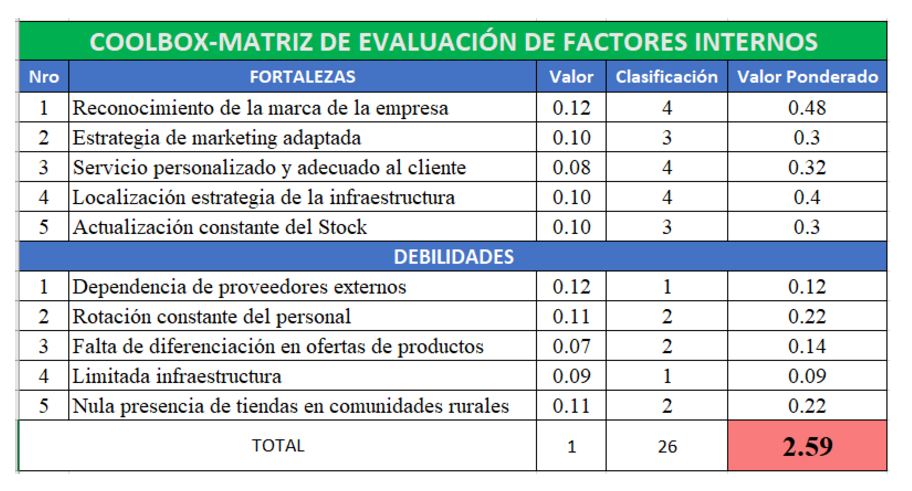 COOLBOX-MATRIZ DE EVALUACIÓN DE FACTORES INTERNOS
Nro FORTALEZAS Valor Clasificación Valor Ponderado
1 Reconocimiento de la marca de la empresa 0.12 4 0.48
2 Estrategia de marketing adaptada 0.10 3 0.3
3 Servicio personalizado y adecuado al cliente 0.08 4 0.32
4 Localización estrategia de la infraestructura 0.10 4 0.4
5 Actualización constante del Stock 0.10 3 0.3
DEBILIDADES
1 Dependencia de proveedores externos 0.12 1 0.12
2 Rotación constante del personal 0.11 2 0.22
3 Falta de diferenciación en ofertas de productos 0.07 2 0.14
4 Limitada infraestructura 0.09 1 0.09
5 Nula presencia de tiendas en comunidades rurales 0.11 2 0.22
TOTAL 1 26 2.59